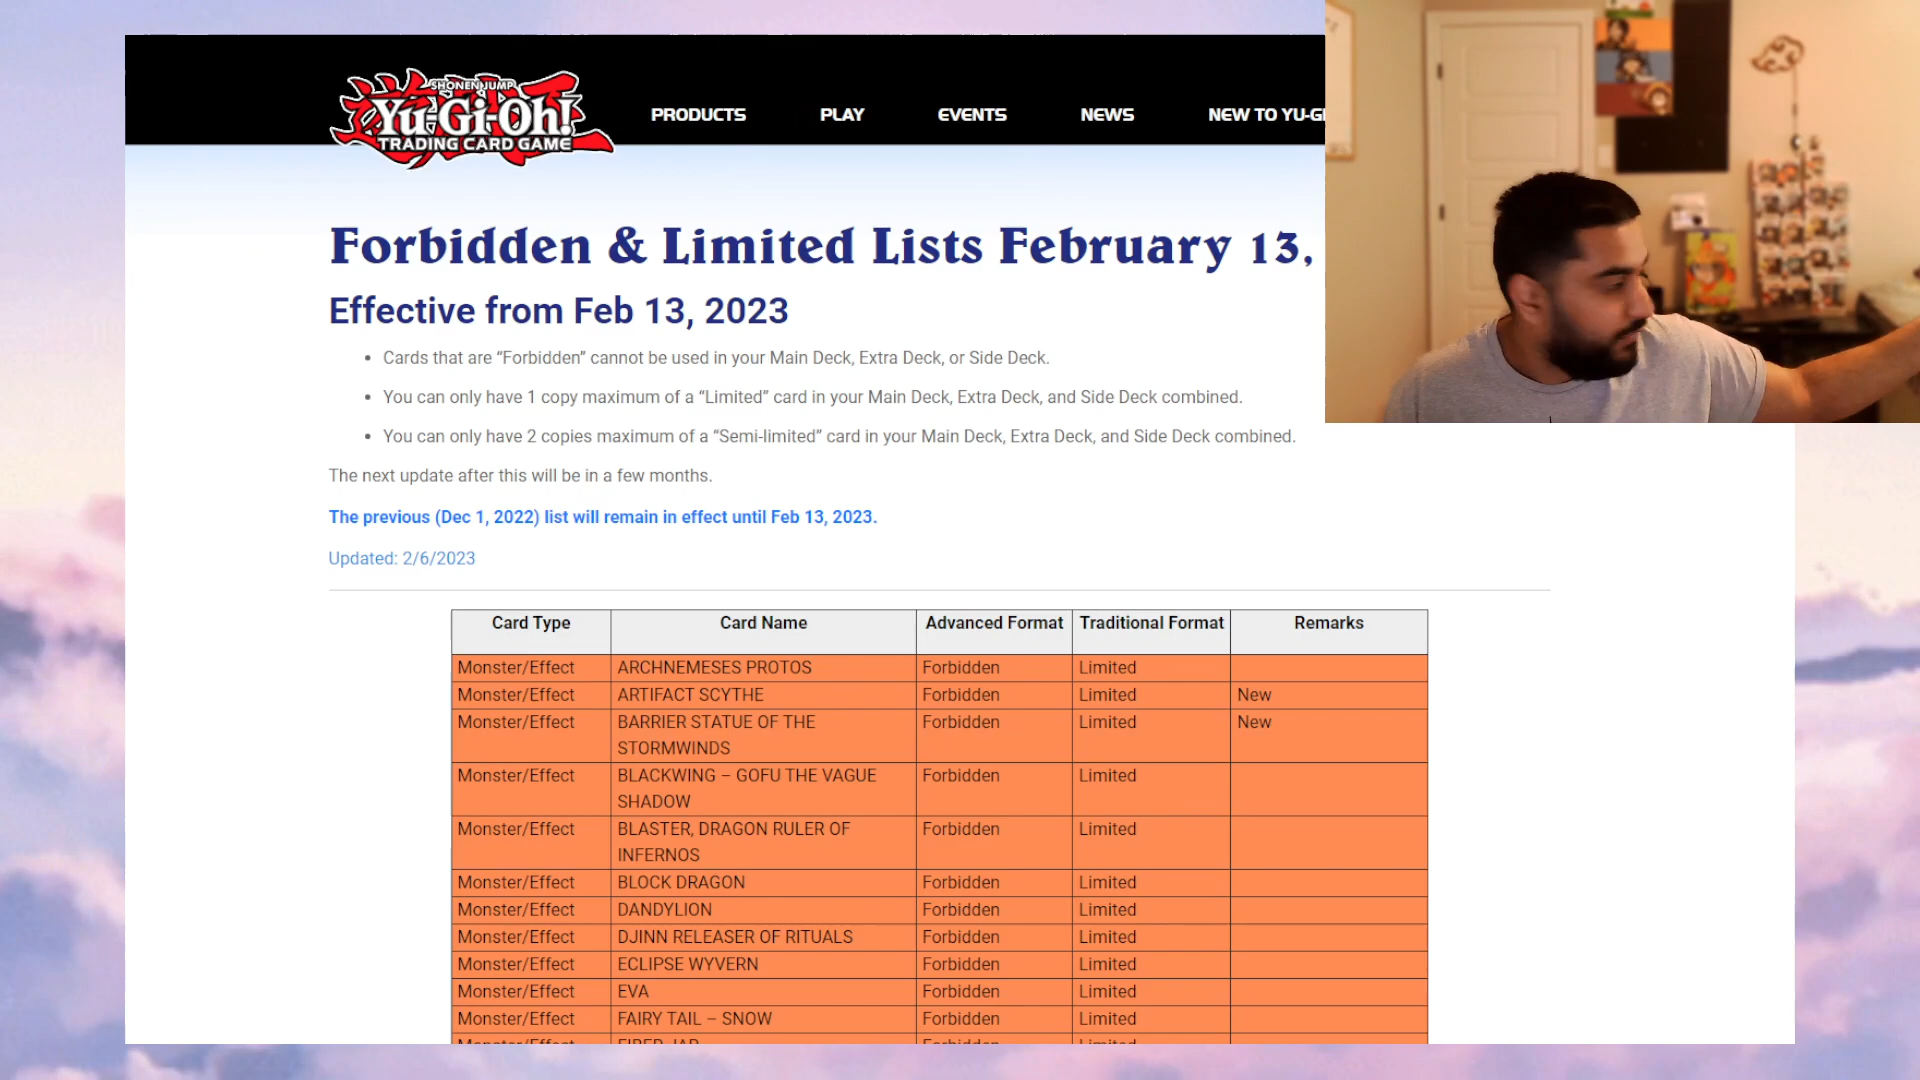 SHONEN JUMP
Yu-Gi-Oh!
TRADING CARD GAME
PRODUCTS PLAY EVENTS NEWS NEW TO YU-GI
Forbidden & Limited Lists February 13,
Effective from Feb 13, 2023
• Cards that are “Forbidden” cannot be used in your Main Deck, Extra Deck, or Side Deck.
• You can only have 1 copy maximum of a “Limited” card in your Main Deck, Extra Deck, and Side Deck combined.
• You can only have 2 copies maximum of a “Semi-limited” card in your Main Deck, Extra Deck, and Side Deck combined.
The next update after this will be in a few months.
The previous (Dec 1, 2022) list will remain in effect until Feb 13, 2023.
Updated: 2/6/2023
Card Type Card Name Advanced Format Traditional Format Remarks
Monster/Effect ARCHNEMESES PROTOS Forbidden Limited
Monster/Effect ARTIFACT SCYTHE Forbidden Limited New
Monster/Effect BARRIER STATUE OF THE Forbidden Limited New
STORMWINDS
Monster/Effect BLACKWING – GOFU THE VAGUE Forbidden Limited
SHADOW
Monster/Effect BLASTER, DRAGON RULER OF Forbidden Limited
INFERNOS
Monster/Effect BLOCK DRAGON Forbidden Limited
Monster/Effect DANDYLION Forbidden Limited
Monster/Effect DJINN RELEASER OF RITUALS Forbidden Limited
Monster/Effect ECLIPSE WYVERN Forbidden Limited
Monster/Effect EVA Forbidden Limited
Monster/Effect FAIRY TAIL – SNOW Forbidden Limited